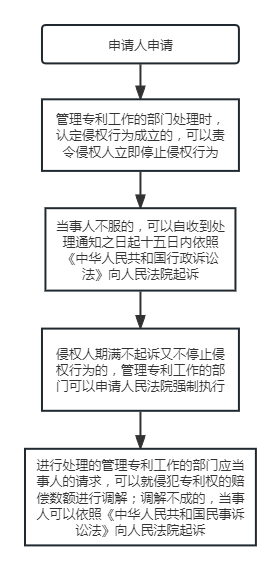 申请人申请
管理专利工作的部门处理时，
认定侵权行为成立的，可以责
令侵权人立即停止侵权行为
当事人不服的，可以自收到处
理通知之日起十五日内依照
《中华人民共和国行政诉讼
法》向人民法院起诉
侵权人期满不起诉又不停止侵
权行为的，管理专利工作的部
门可以申请人民法院强制执行
进行处理的管理专利工作的部门应当
事人的请求，可以就侵犯专利权的赔
偿数额进行调解；调解不成的，当事
人可以依照《中华人民共和国民事诉
讼法》向人民法院起诉